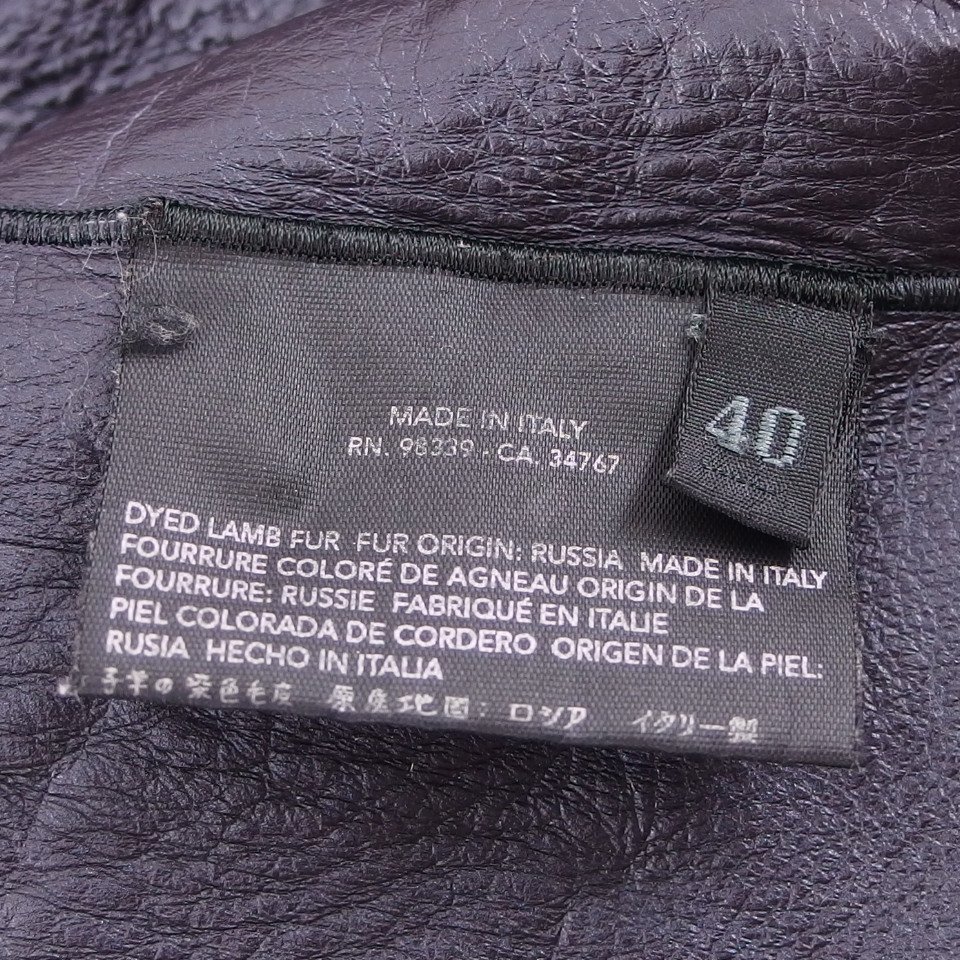 MADE IN ITALY
RN. 98339 - CA. 34767
40
DYED LAMB FUR FUR ORIGIN: RUSSIA MADE IN ITALY
FOURRURE COLORÉ DE AGNEAU ORIGIN DE LA
FOURRURE: RUSSIE FABRIQUÉ EN ITALIE
PIEL COLORADA DE CORDERO ORIGEN DE LA PIEL:
RUSIA HECHO IN ITALIA
子羊の染色毛皮 原産地図: ロシア イタリー製